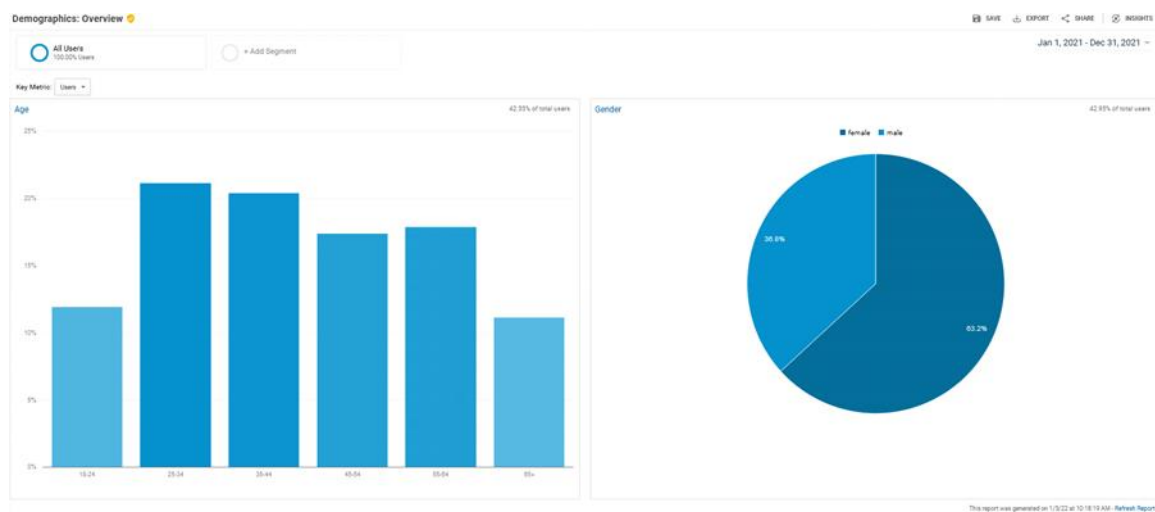 Demographics: Overview
SAVE EXPORT SHARE INSIGHTS
All Users
100.00% Users
+ Add Segment
Jan 1, 2021 - Dec 31, 2021
Key Metric: Users
Age
42.35% of total users
25%
20%
15%
10%
5%
0%
18-24 25-34 35-44 45-54 55-64 65+
Gender
42.95% of total users
female male
36.8%
63.2%
This report was generated on 1/5/22 at 10:18:19 AM - Refresh Report